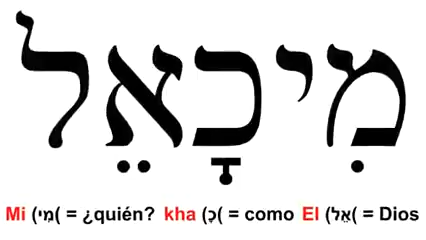 מִיכָאֵל
Mi (מִי) = ¿quién? kha (כָ) = como El (אֵל) = Dios